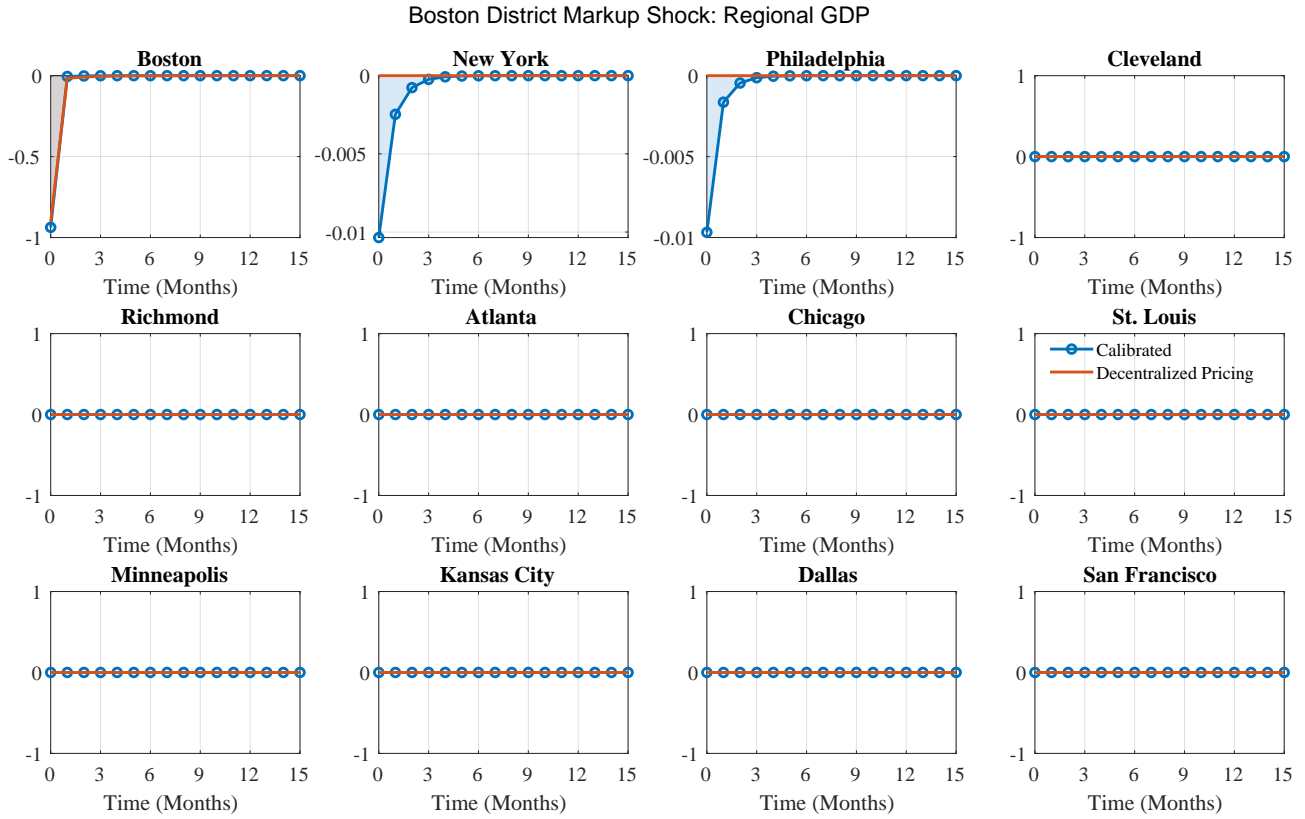 Boston District Markup Shock: Regional GDP
Boston
0
-0.5
-1
0 3 6 9 12 15
Time (Months)
New York
0
-0.005
-0.01
0 3 6 9 12 15
Time (Months)
Philadelphia
0
-0.005
-0.01
0 3 6 9 12 15
Time (Months)
Cleveland
1
0
-1
0 3 6 9 12 15
Time (Months)
Richmond
1
0
-1
0 3 6 9 12 15
Time (Months)
Atlanta
1
0
-1
0 3 6 9 12 15
Time (Months)
Chicago
1
0
-1
0 3 6 9 12 15
Time (Months)
St. Louis
1
Calibrated
Decentralized Pricing
0
-1
0 3 6 9 12 15
Time (Months)
Minneapolis
1
0
-1
0 3 6 9 12 15
Time (Months)
Kansas City
1
0
-1
0 3 6 9 12 15
Time (Months)
Dallas
1
0
-1
0 3 6 9 12 15
Time (Months)
San Francisco
1
0
-1
0 3 6 9 12 15
Time (Months)